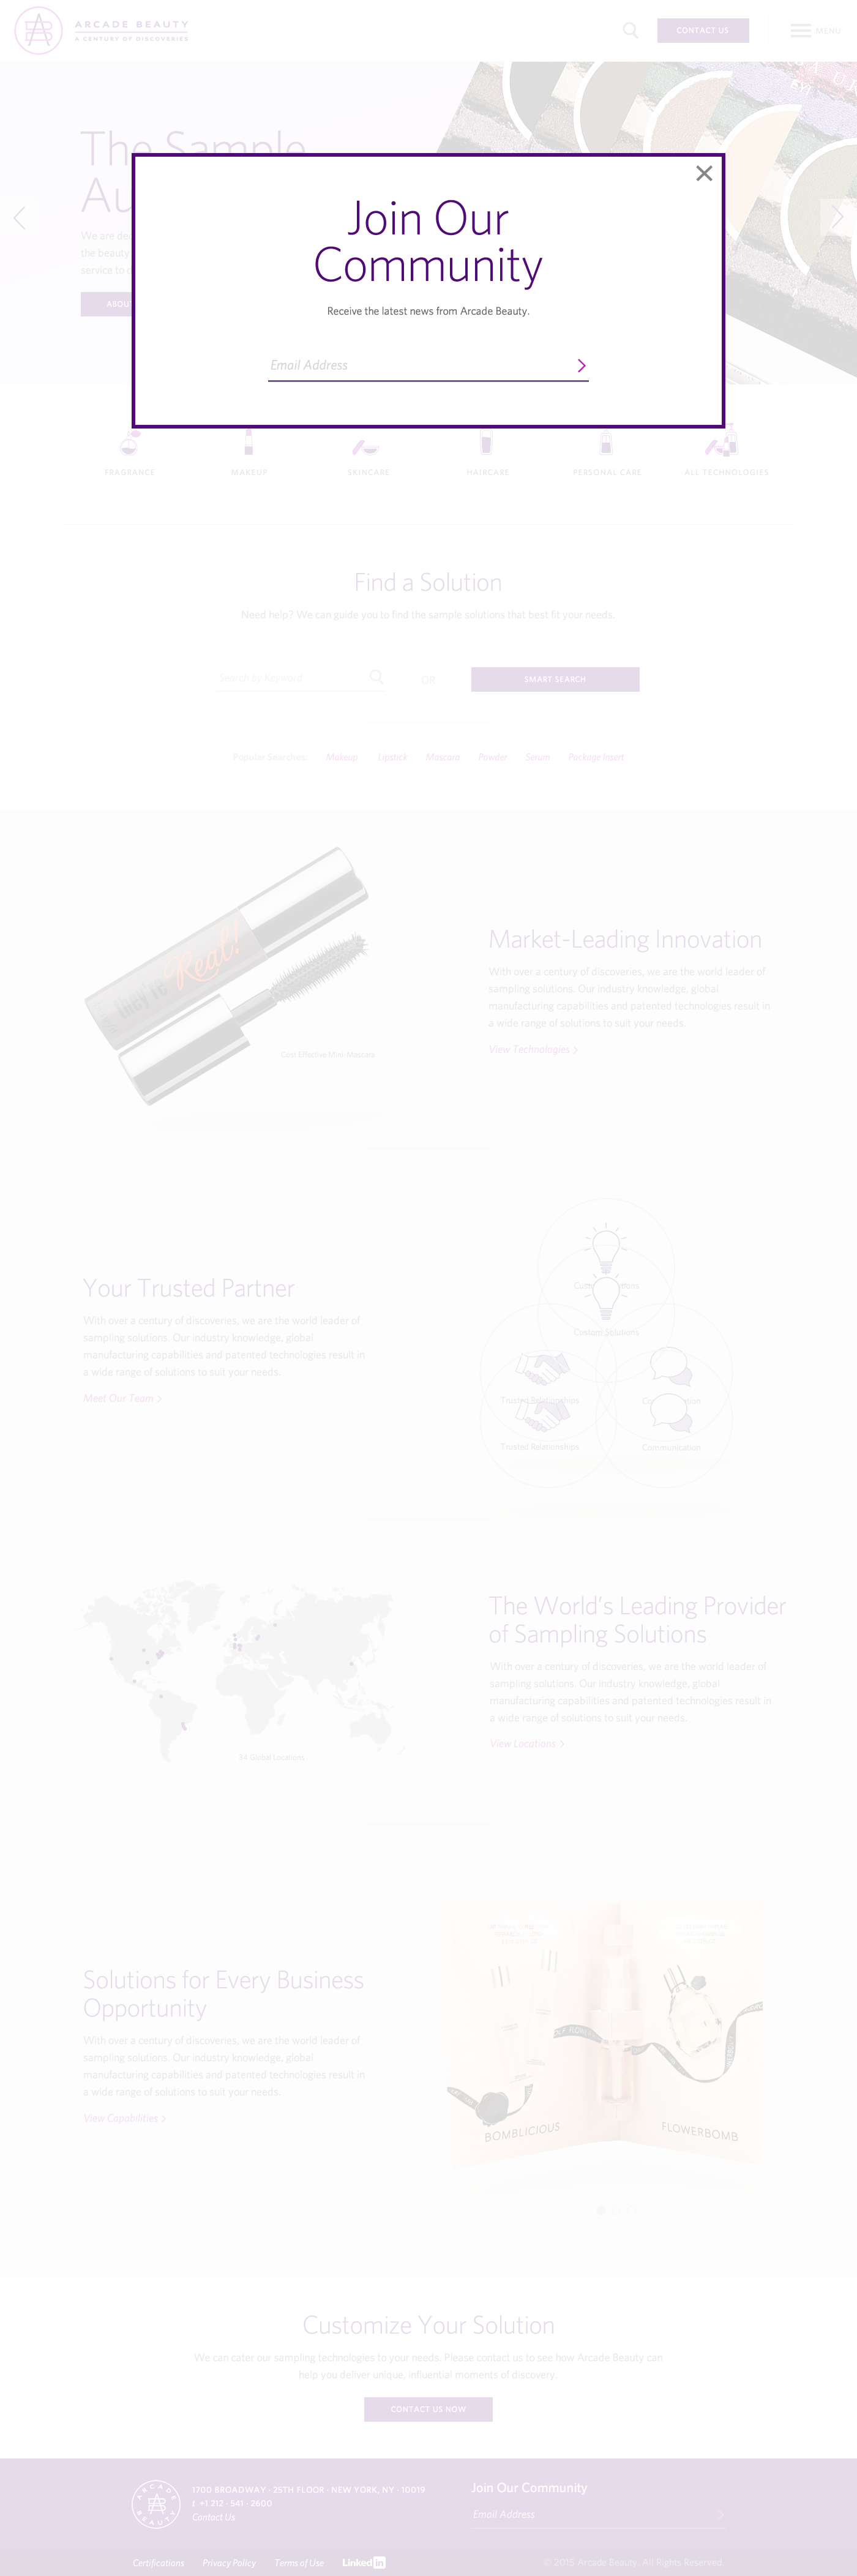 ARCADE BEAUTY
A CENTURY OF DISCOVERIES
CONTACT US
MENU
The Sample
Au
We are de
the beauty
service to
ABOU
Join Our
Community
Receive the latest news from Arcade Beauty.
Email Address
FRAGRANCE
MAKEUP
SKINCARE
HAIRCARE
PERSONAL CARE
ALL TECHNOLOGIES
Find a Solution
Need help? We can guide you to find the sample solutions that best fit your needs.
Search by Keyword
OR
SMART SEARCH
Popular Searches:
Makeup
Lipstick
Mascara
Powder
Serum
Package Insert
they're Real!
Cost Effective Mini-Mascara
Market-Leading Innovation
With over a century of discoveries, we are the world leader of
sampling solutions. Our industry knowledge, global
manufacturing capabilities and patented technologies result in
a wide range of solutions to suit your needs.
View Technologies
Your Trusted Partner
With over a century of discoveries, we are the world leader of
sampling solutions. Our industry knowledge, global
manufacturing capabilities and patented technologies result in
a wide range of solutions to suit your needs.
Meet Our Team
Custom Solutions
Trusted Relationships
Trusted Relationships
Communication
34 Global Locations
The World's Leading Provider
of Sampling Solutions
With over a century of discoveries, we are the world leader of
sampling solutions. Our industry knowledge, global
manufacturing capabilities and patented technologies result in
a wide range of solutions to suit your needs.
View Locations
Solutions for Every Business
Opportunity
With over a century of discoveries, we are the world leader of
sampling solutions. Our industry knowledge, global
manufacturing capabilities and patented technologies result in
a wide range of solutions to suit your needs.
View Capabilities
BOMBLICIOUS
FLOWERBOMB
Customize Your Solution
We can cater our sampling technologies to your needs. Please contact us to see how Arcade Beauty can
help you deliver unique, influential moments of discovery.
CONTACT US NOW
ARCADE BEAUTY
1700 BROADWAY · 25TH FLOOR · NEW YORK, NY · 10019
T +1 212 · 541 · 2600
Contact Us
Join Our Community
Email Address
Certifications
Privacy Policy
Terms of Use
Linked in
© 2015 Arcade Beauty. All Rights Reserved.